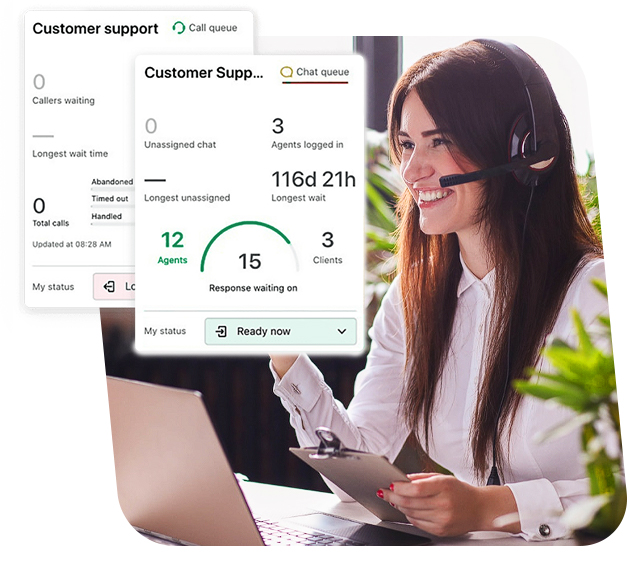 Customer support
Call queue
0
Callers waiting
Longest wait time
0
Total calls
Abandoned
Timed out
Handled
Updated at 08:28 AM
My status
Customer Supp...
Chat queue
0
Unassigned chat
3
Agents logged in
Longest unassigned
116d 21h
Longest wait
12
Agents
15
3
Clients
Response waiting on
My status
Ready now